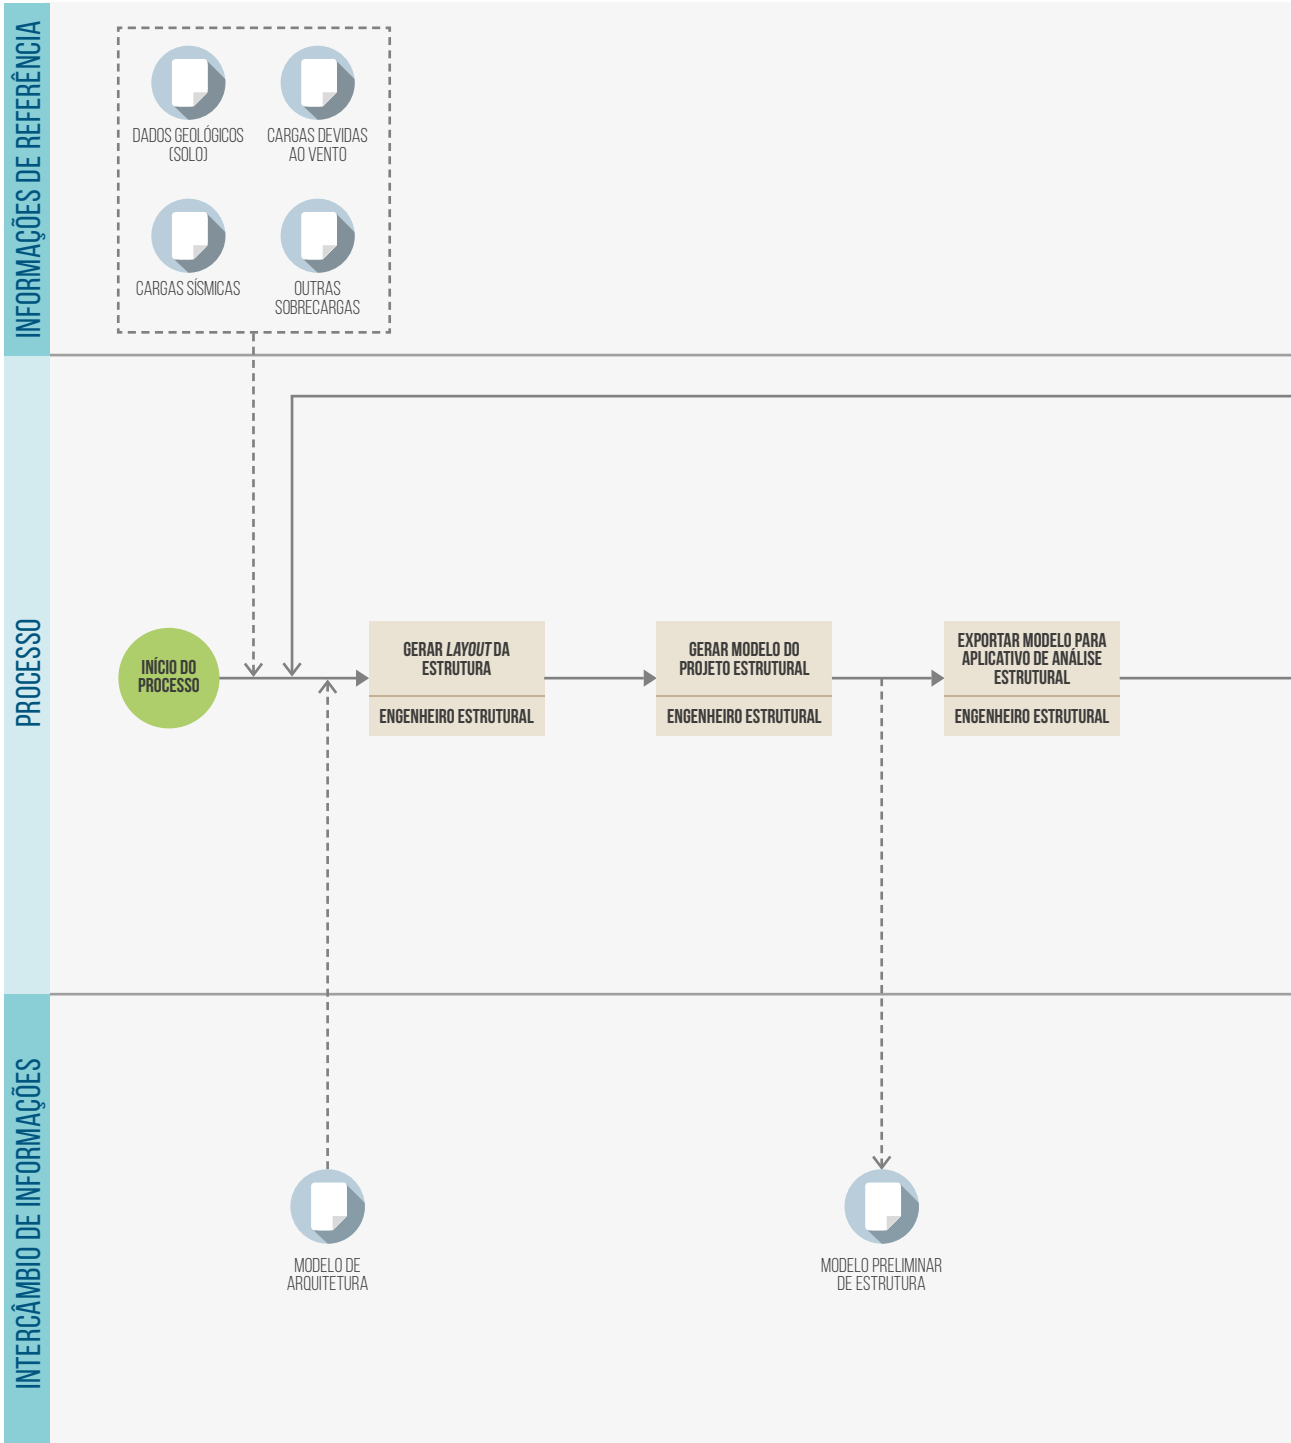 INFORMAÇÕES DE REFERÊNCIA
DADOS GEOLÓGICOS
(SOLO)
CARGAS DEVIDAS
AO VENTO
CARGAS SÍSMICAS
OUTRAS
SOBRECARGAS
PROCESSO
INÍCIO DO
PROCESSO
GERAR LAYOUT DA
ESTRUTURA
ENGENHEIRO ESTRUTURAL
GERAR MODELO DO
PROJETO ESTRUTURAL
ENGENHEIRO ESTRUTURAL
EXPORTAR MODELO PARA
APLICATIVO DE ANÁLISE
ESTRUTURAL
ENGENHEIRO ESTRUTURAL
INTERCÂMBIO DE INFORMAÇÕES
MODELO DE
ARQUITETURA
MODELO PRELIMINAR
DE ESTRUTURA